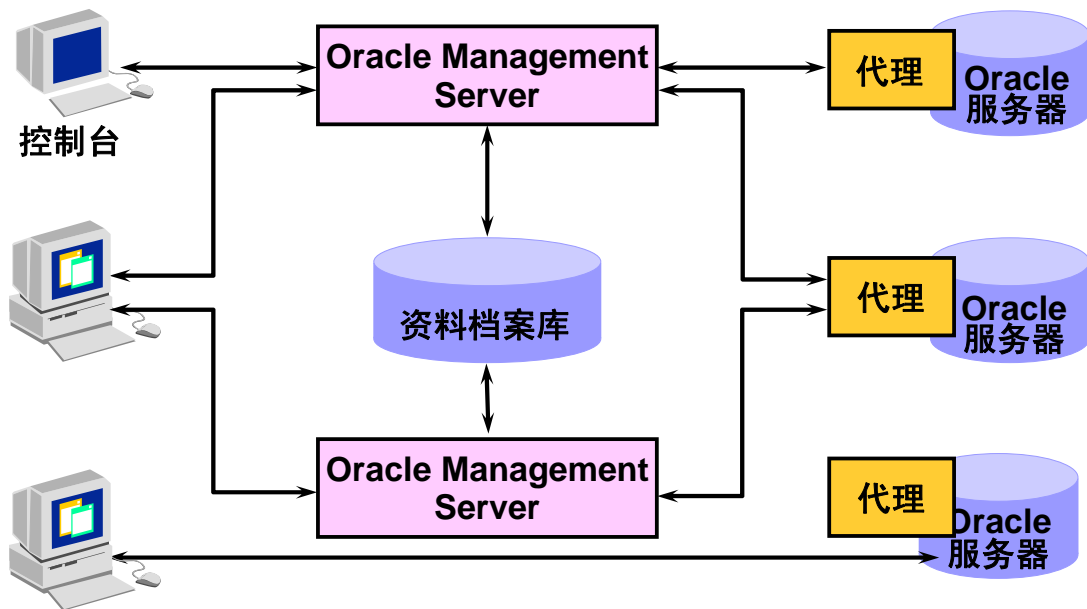 Oracle Management
Server
代理
Oracle
服务器
控制台
资料档案库
代理
Oracle
服务器
Oracle Management
Server
代理
Oracle
服务器